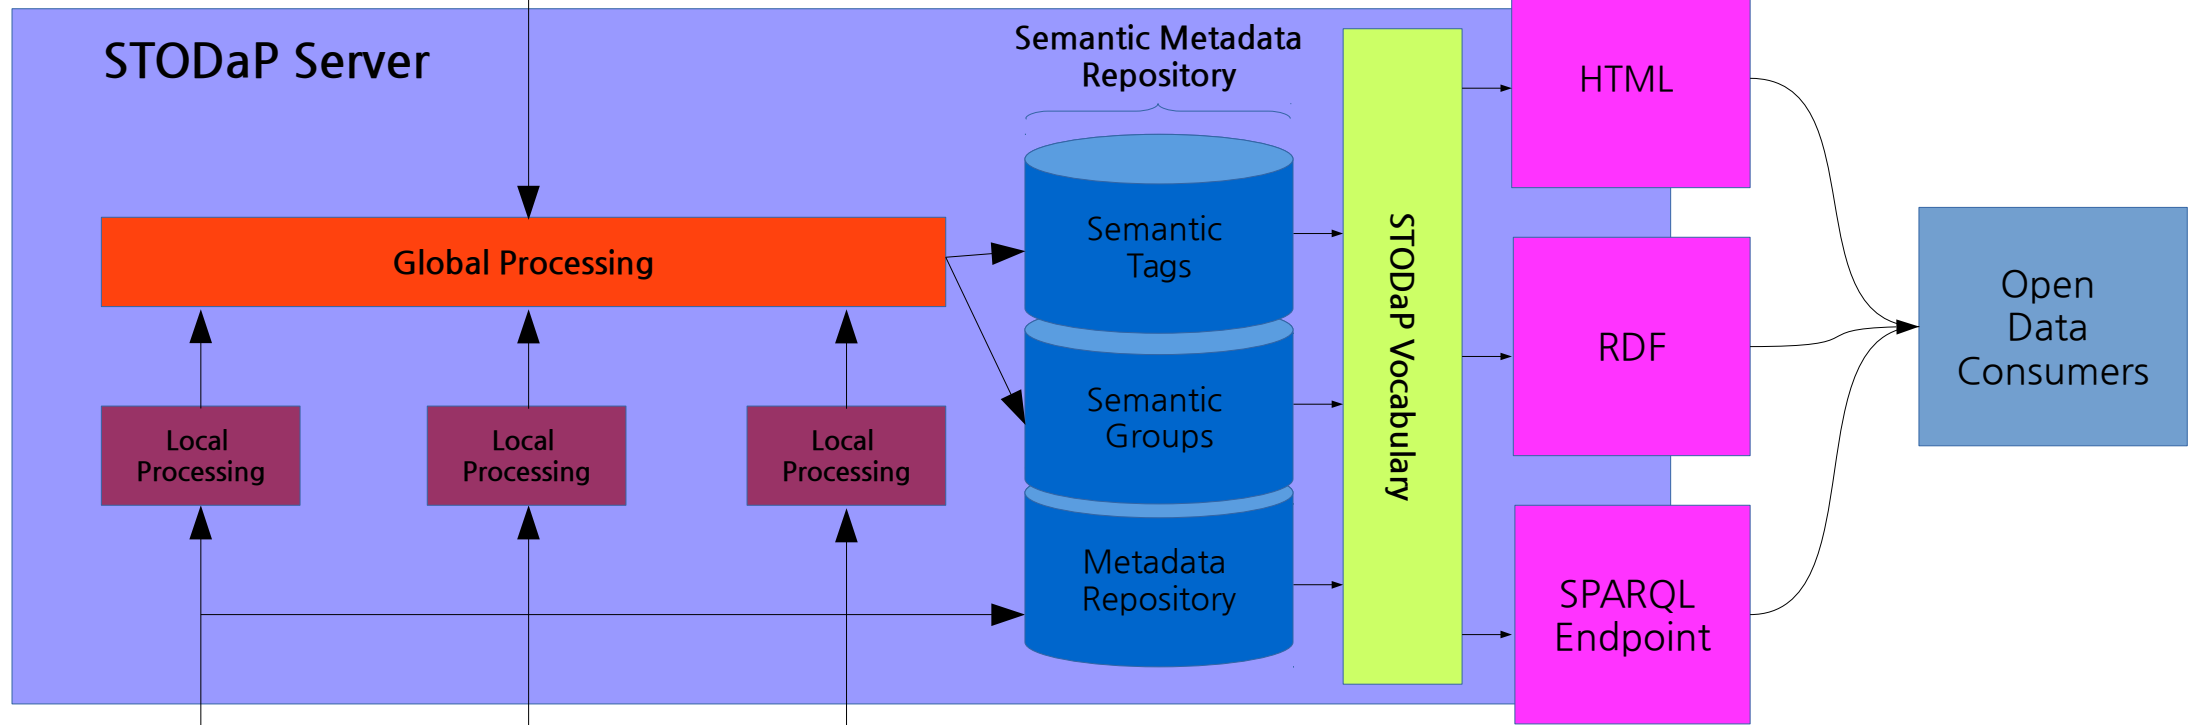 STODaP Server
Semantic Metadata
Repository
Global Processing
Local
Processing
Local
Processing
Local
Processing
Semantic
Tags
Semantic
Groups
Metadata
Repository
STODaP Vocabulary
HTML
RDF
SPARQL
Endpoint
Open
Data
Consumers